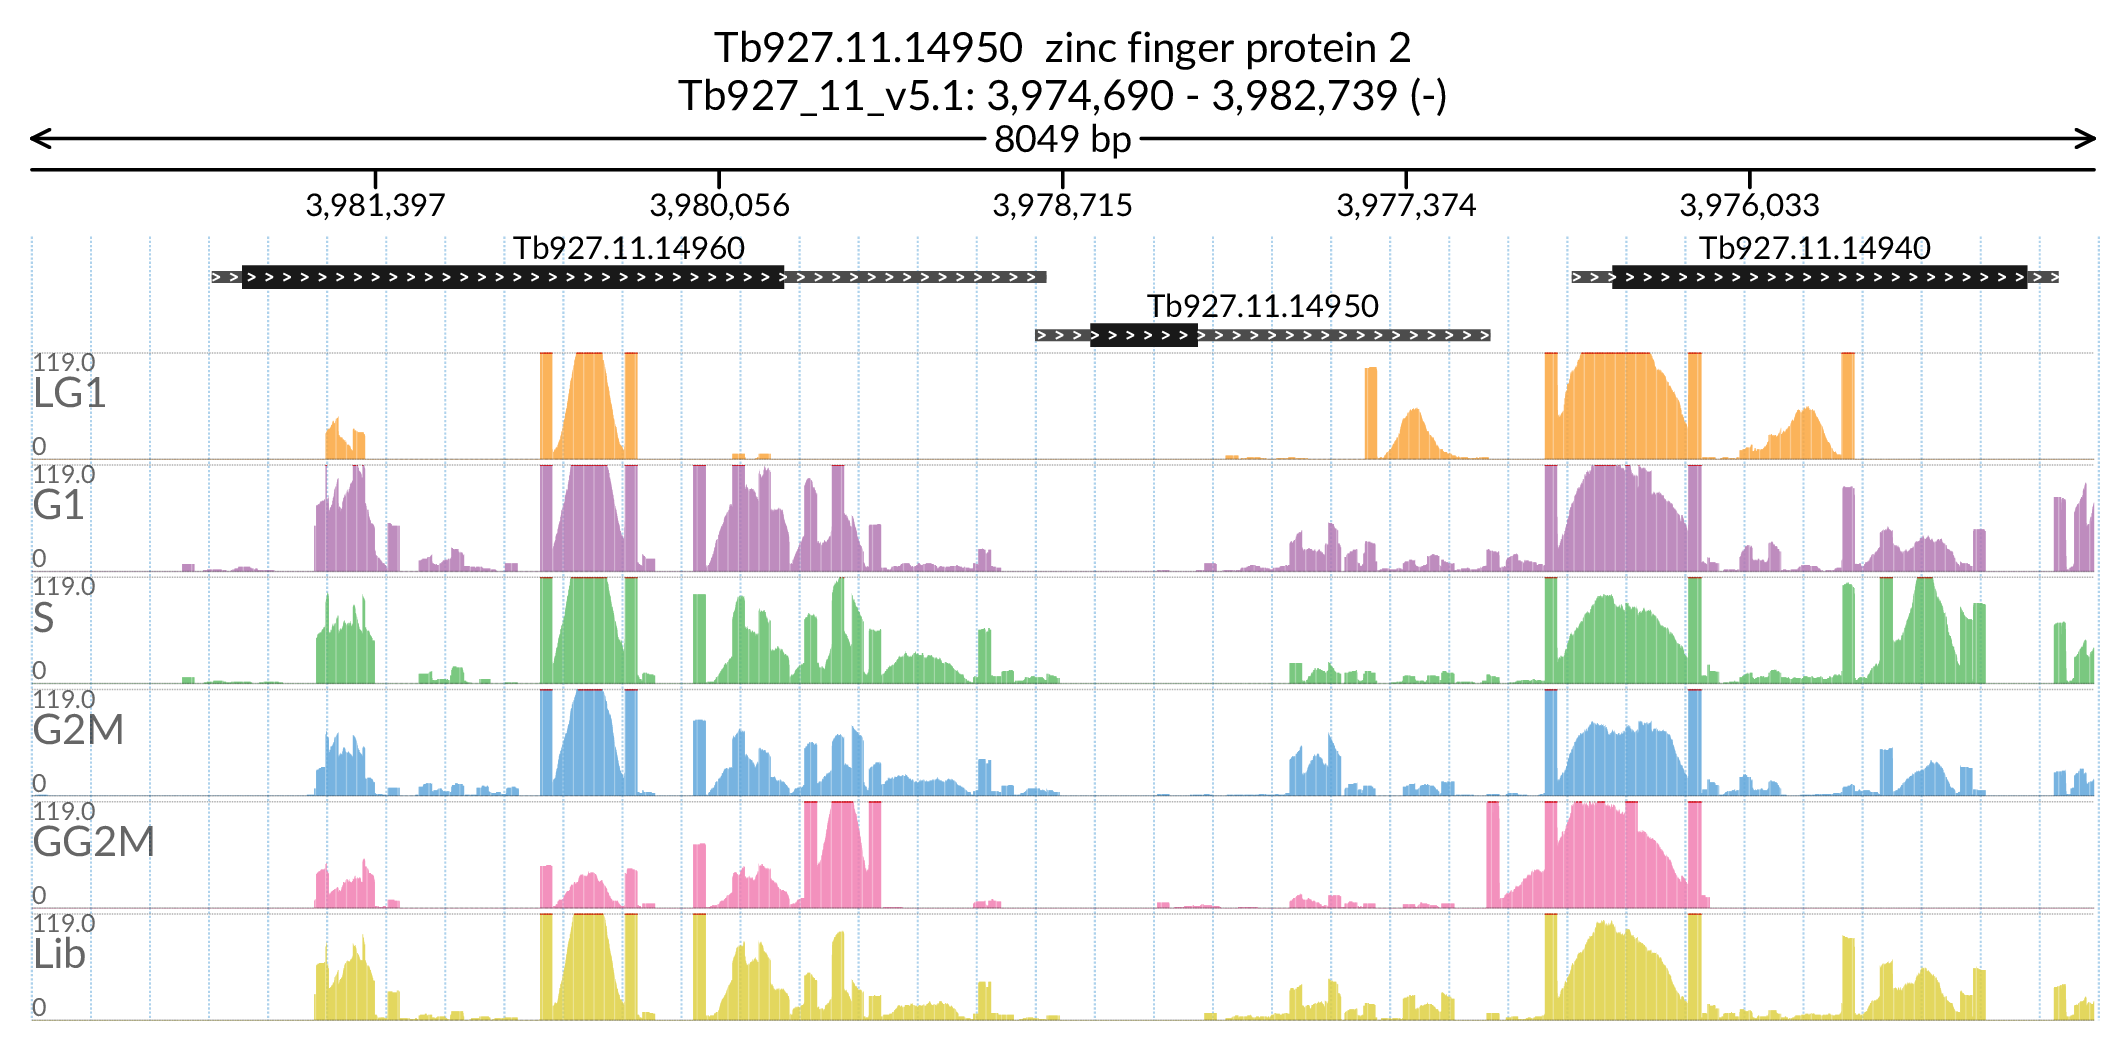 Tb927.11.14950 zinc finger protein 2
Tb927_11_v5.1: 3,974,690 - 3,982,739 (-)
8049 bp
3,981,397 3,980,056 3,978,715 3,977,374 3,976,033
Tb927.11.14960 Tb927.11.14940
Tb927.11.14950
119.0
LG1
0
119.0
G1
0
119.0
S
0
119.0
G2M
0
119.0
GG2M
0
119.0
Lib
0